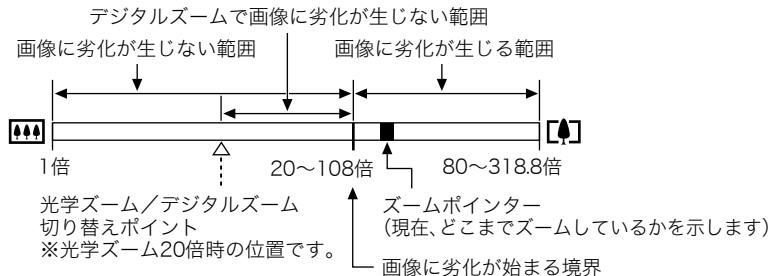 デジタルズームで画像に劣化が生じない範囲
画像に劣化が生じない範囲
画像に劣化が生じる範囲
1倍
20～108倍
80～318.8倍
光学ズーム／デジタルズーム
切り替えポイント
※光学ズーム20倍時の位置です。
ズームポインター
（現在、どこまでズームしているかを示します）
画像に劣化が始まる境界